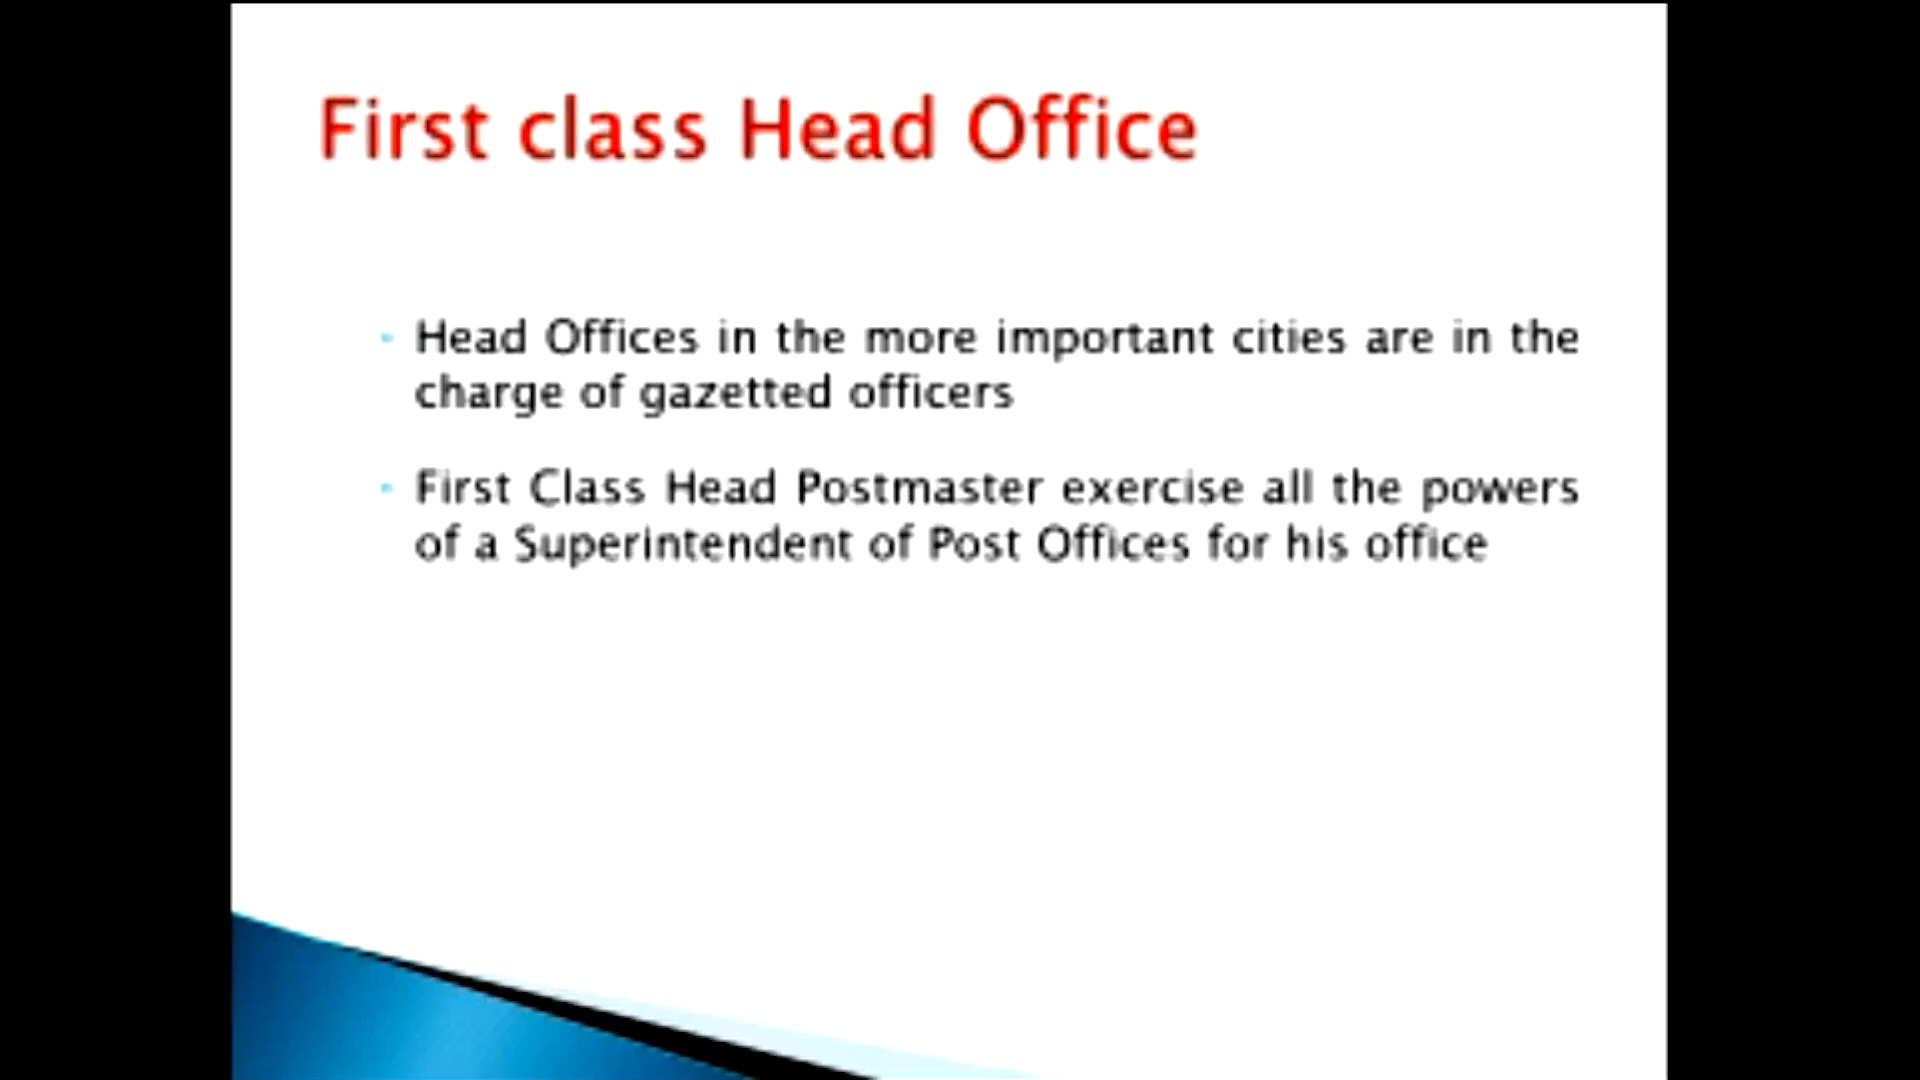 First class Head Office
Head Offices in the more important cities are in the
charge of gazetted officers
First Class Head Postmaster exercise all the powers
of a Superintendent of Post Offices for his office